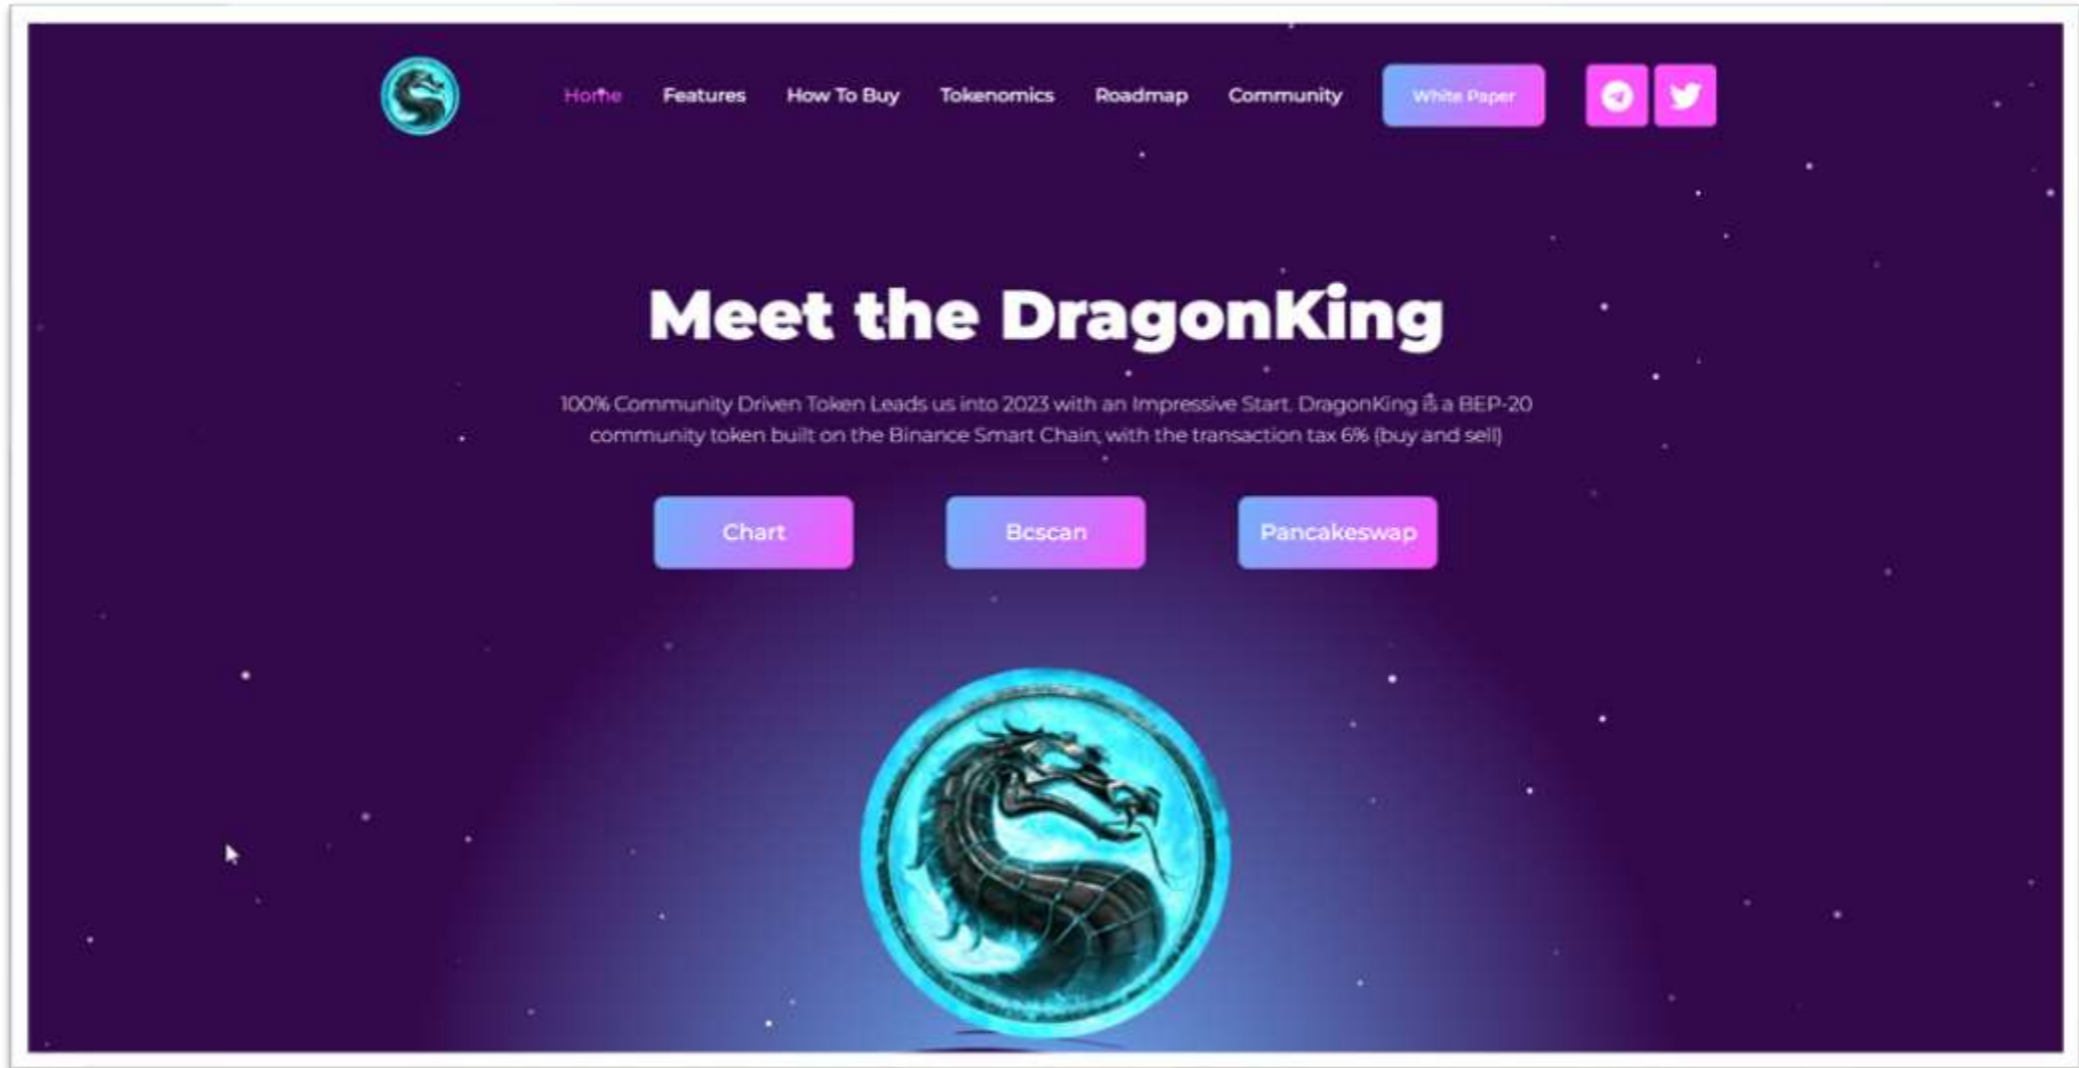 Home Features How To Buy Tokenomics Roadmap Community White Paper
Meet the DragonKing
100% Community Driven Token Leads us into 2023 with an Impressive Start. DragonKing is a BEP-20
community token built on the Binance Smart Chain, with the transaction tax 6% (buy and sell)
Chart Bcscan Pancakeswap